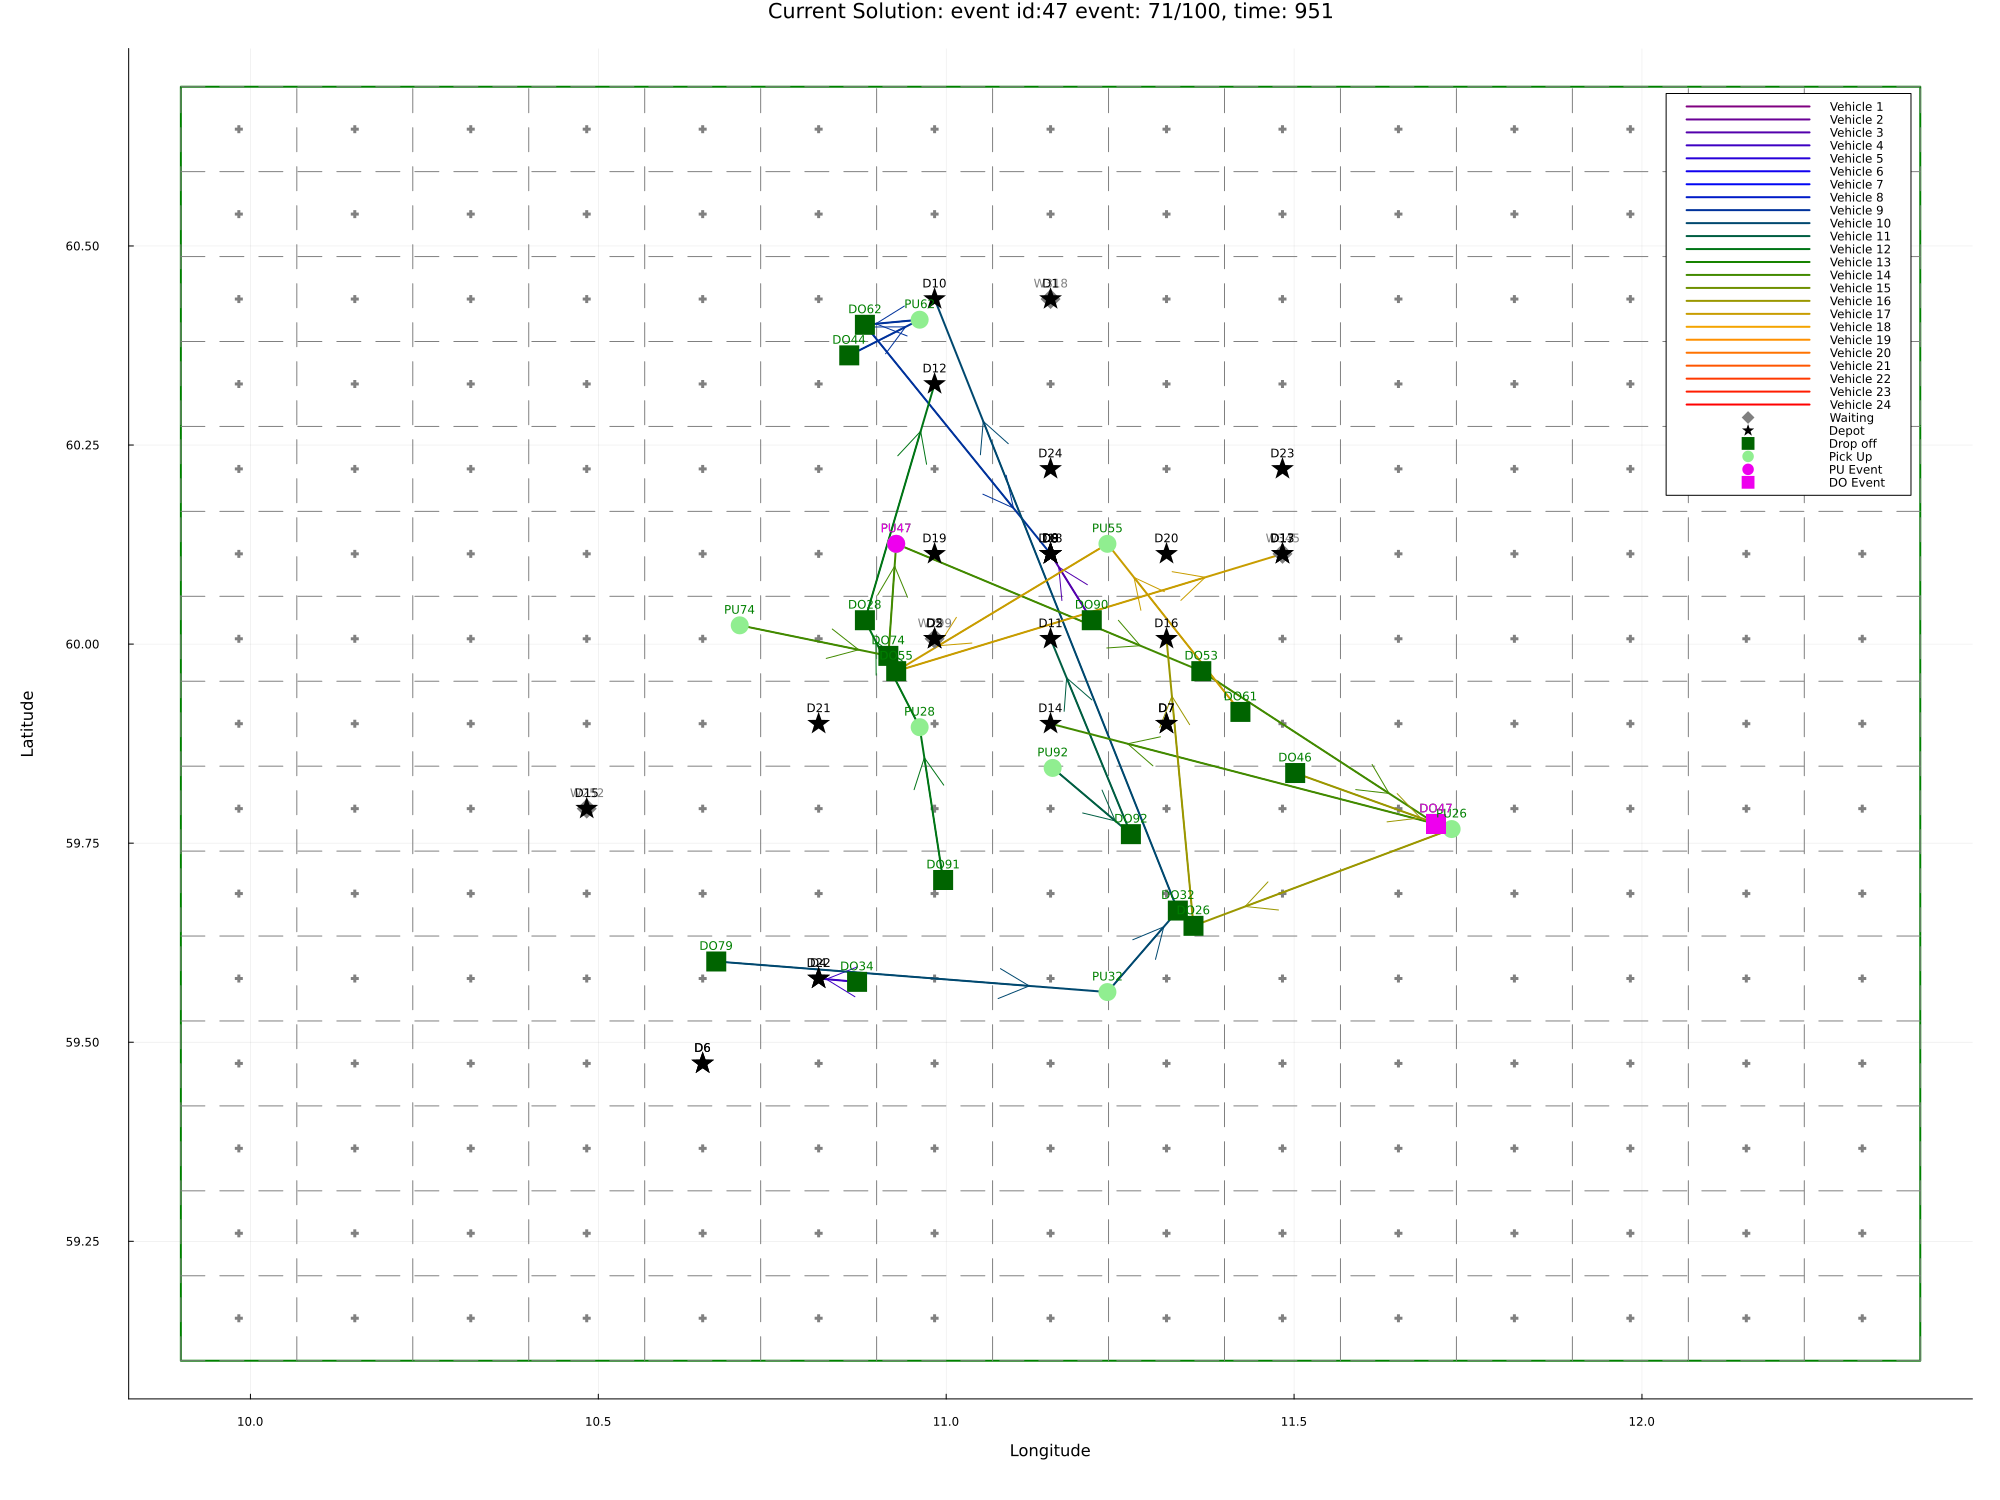 Current Solution: event id:47 event: 71/100, time: 951
Vehicle 1
Vehicle 2
Vehicle 3
Vehicle 4
Vehicle 5
Vehicle 6
Vehicle 7
Vehicle 8
Vehicle 9
Vehicle 10
Vehicle 11
Vehicle 12
Vehicle 13
Vehicle 14
Vehicle 15
Vehicle 16
Vehicle 17
Vehicle 18
Vehicle 19
Vehicle 20
Vehicle 21
Vehicle 22
Vehicle 23
Vehicle 24
Waiting
Depot
Drop off
Pick Up
PU Event
DO Event
60.50
60.25
60.00
59.75
59.50
59.25
Latitude
D10
D1
DO62
PU62
DO44
D12
D24
D23
PU47
D19
PU55
D20
PU74
DO28
DO90
D11
D16
DO74
DO55
DO53
DO61
D21
PU28
D14
D7
PU92
DO46
D15
DO92
DO47
PU26
DO91
DO32
DO26
DO79
D22
DO34
PU32
D6
10.0
10.5
11.0
11.5
12.0
Longitude